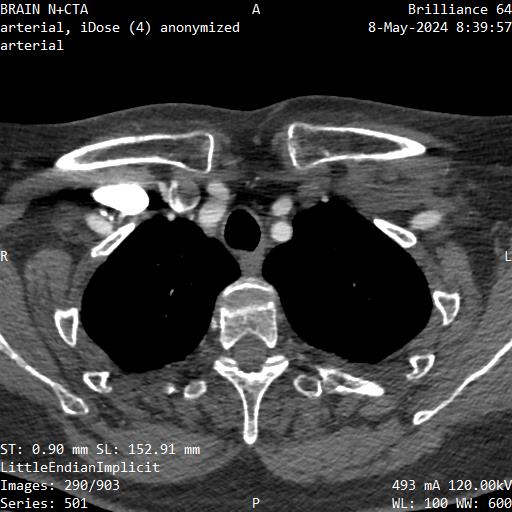 BRAIN N+CTA
A
Brilliance 64
arterial, iDose (4) anonymized
8-May-2024 8:39:57
arterial
R
L
ST: 0.90 mm SL: 152.91 mm
LittleEndianImplicit
Images: 290/903
493 mA 120.00kV
Series: 501
P
WL: 100 WW: 600